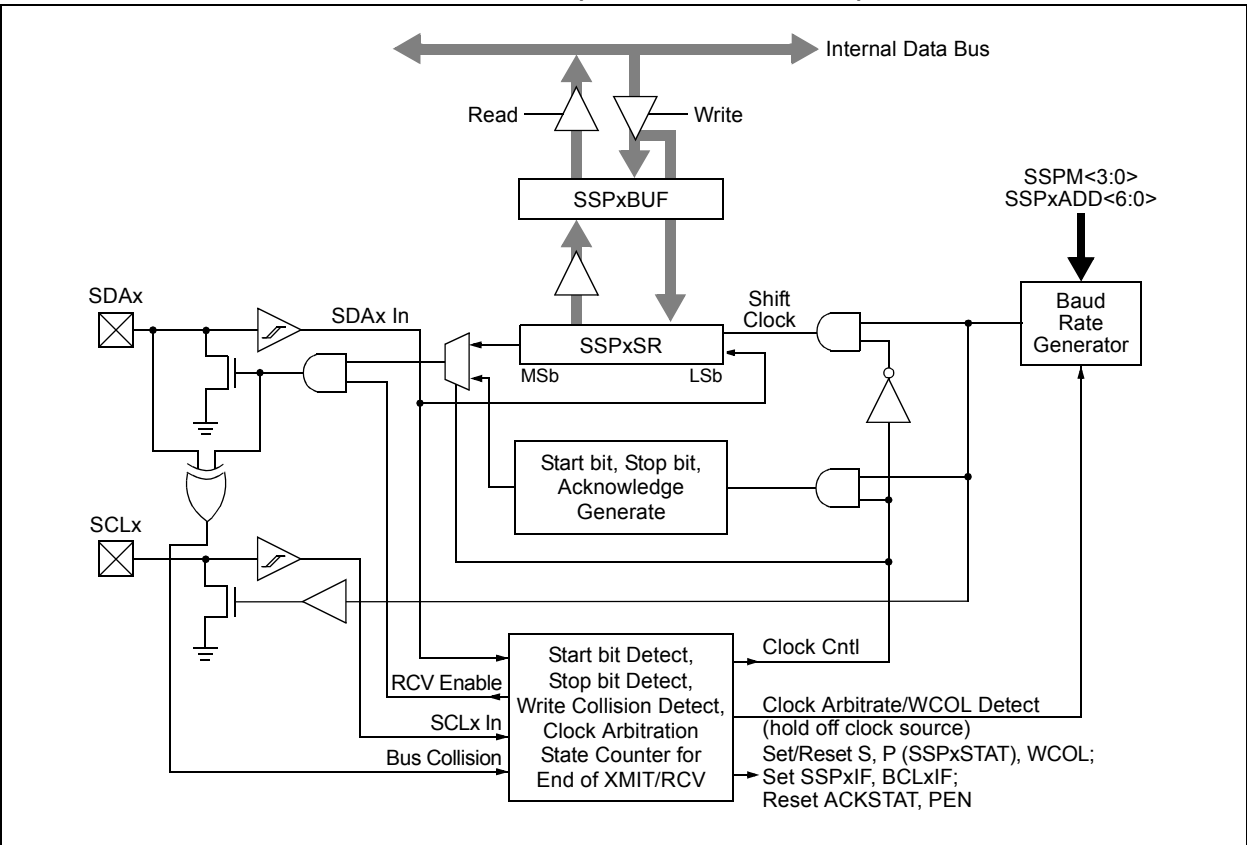 Internal Data Bus
Read
Write
SSPxBUF
SSPM<3:0>
SSPxADD<6:0>
SDAx
SDAx In
Shift
Clock
Baud
Rate
Generator
SSPxSR
MSb
LSb
Start bit, Stop bit,
Acknowledge
Generate
SCLx
Start bit Detect,
Stop bit Detect,
Write Collision Detect,
Clock Arbitration
State Counter for
End of XMIT/RCV
RCV Enable
SCLx In
Bus Collision
Clock Cntl
Clock Arbitrate/WCOL Detect
(hold off clock source)
Set/Reset S, P (SSPxSTAT), WCOL;
Set SSPxIF, BCLxIF;
Reset ACKSTAT, PEN